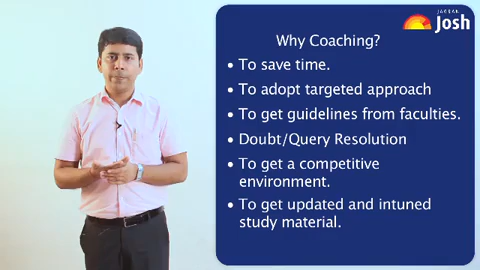 JAGRAN
Josh
Why Coaching?
• To save time.
• To adopt targeted approach
• To get guidelines from faculties.
• Doubt/Query Resolution
• To get a competitive
environment.
• To get updated and intuned
study material.